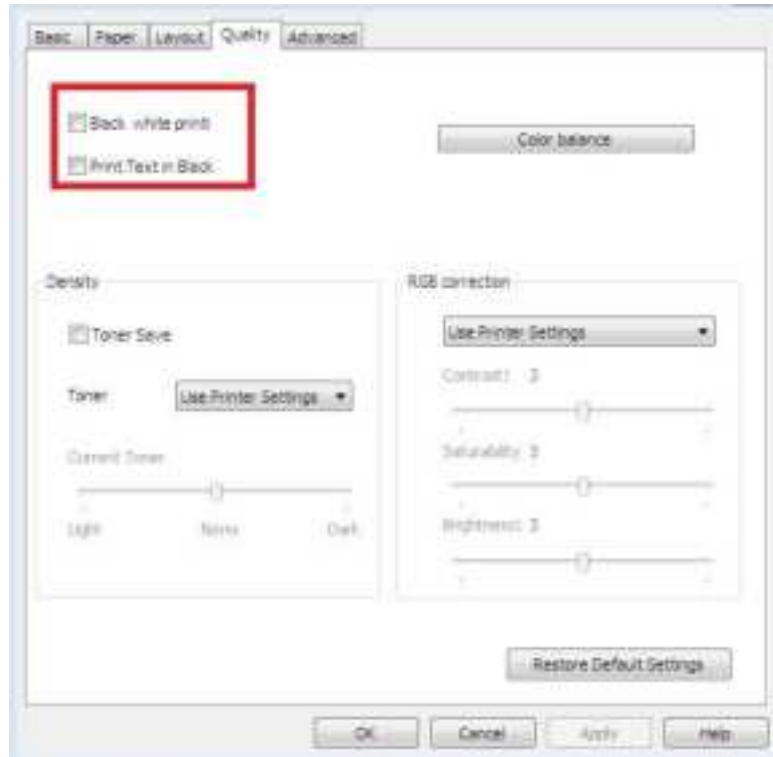 Basic Paper Layout Quality Advanced
Black white print
Color balance
Print Text in Black
Density
RGB correction
Toner Save
Use Printer Settings
Toner Use Printer Settings
Contrast: 3
Current Toner
Saturability 3
Light Dark
Brightness: 3
Restore Default Settings
OK Cancel Apply Help